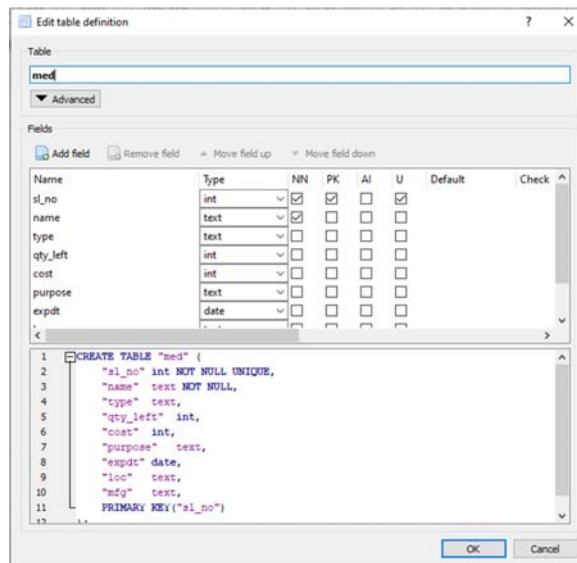 Edit table definition ? X
Table
med
Advanced
Fields
Add field Remove field Move field up Move field down
Name Type NN PK AI U Default Check
sl_no int
name text
type text
qty_left int
cost int
purpose text
expdt date
1 CREATE TABLE "med" (
2 "sl_no" int NOT NULL UNIQUE,
3 "name" text NOT NULL,
4 "type" text,
5 "qty_left" int,
6 "cost" int,
7 "purpose" text,
8 "expdt" date,
9 "loc" text,
10 "mfg" text,
11 PRIMARY KEY("sl_no")
12 );
OK Cancel